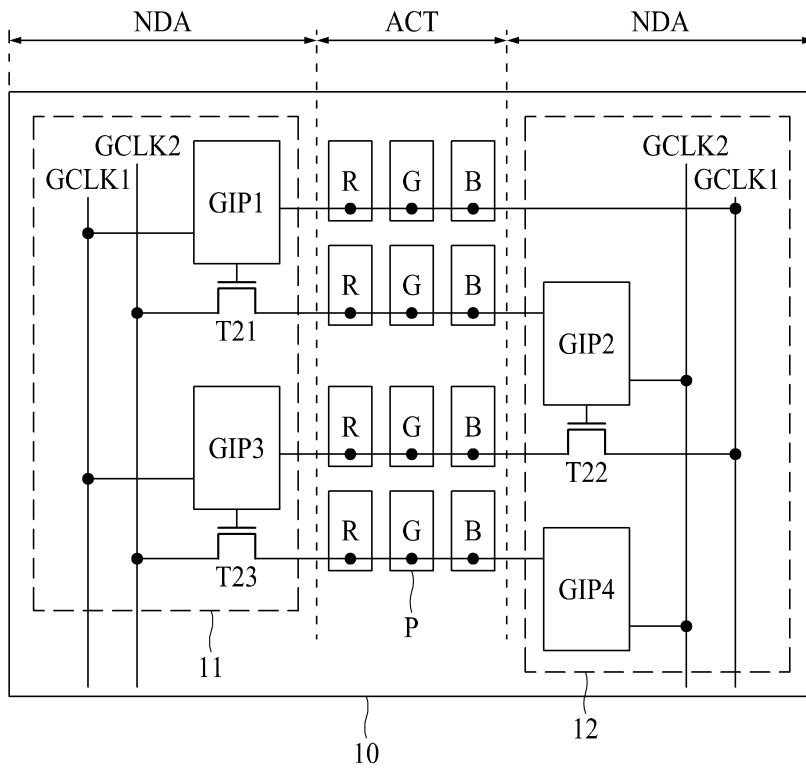 NDA ACT NDA
GCLK2 GCLK2
GCLK1 GCLK1
GIP1 R G B
T21 R G B GIP2
GIP3 R G B T22
T23 R G B GIP4
P
11 12
10